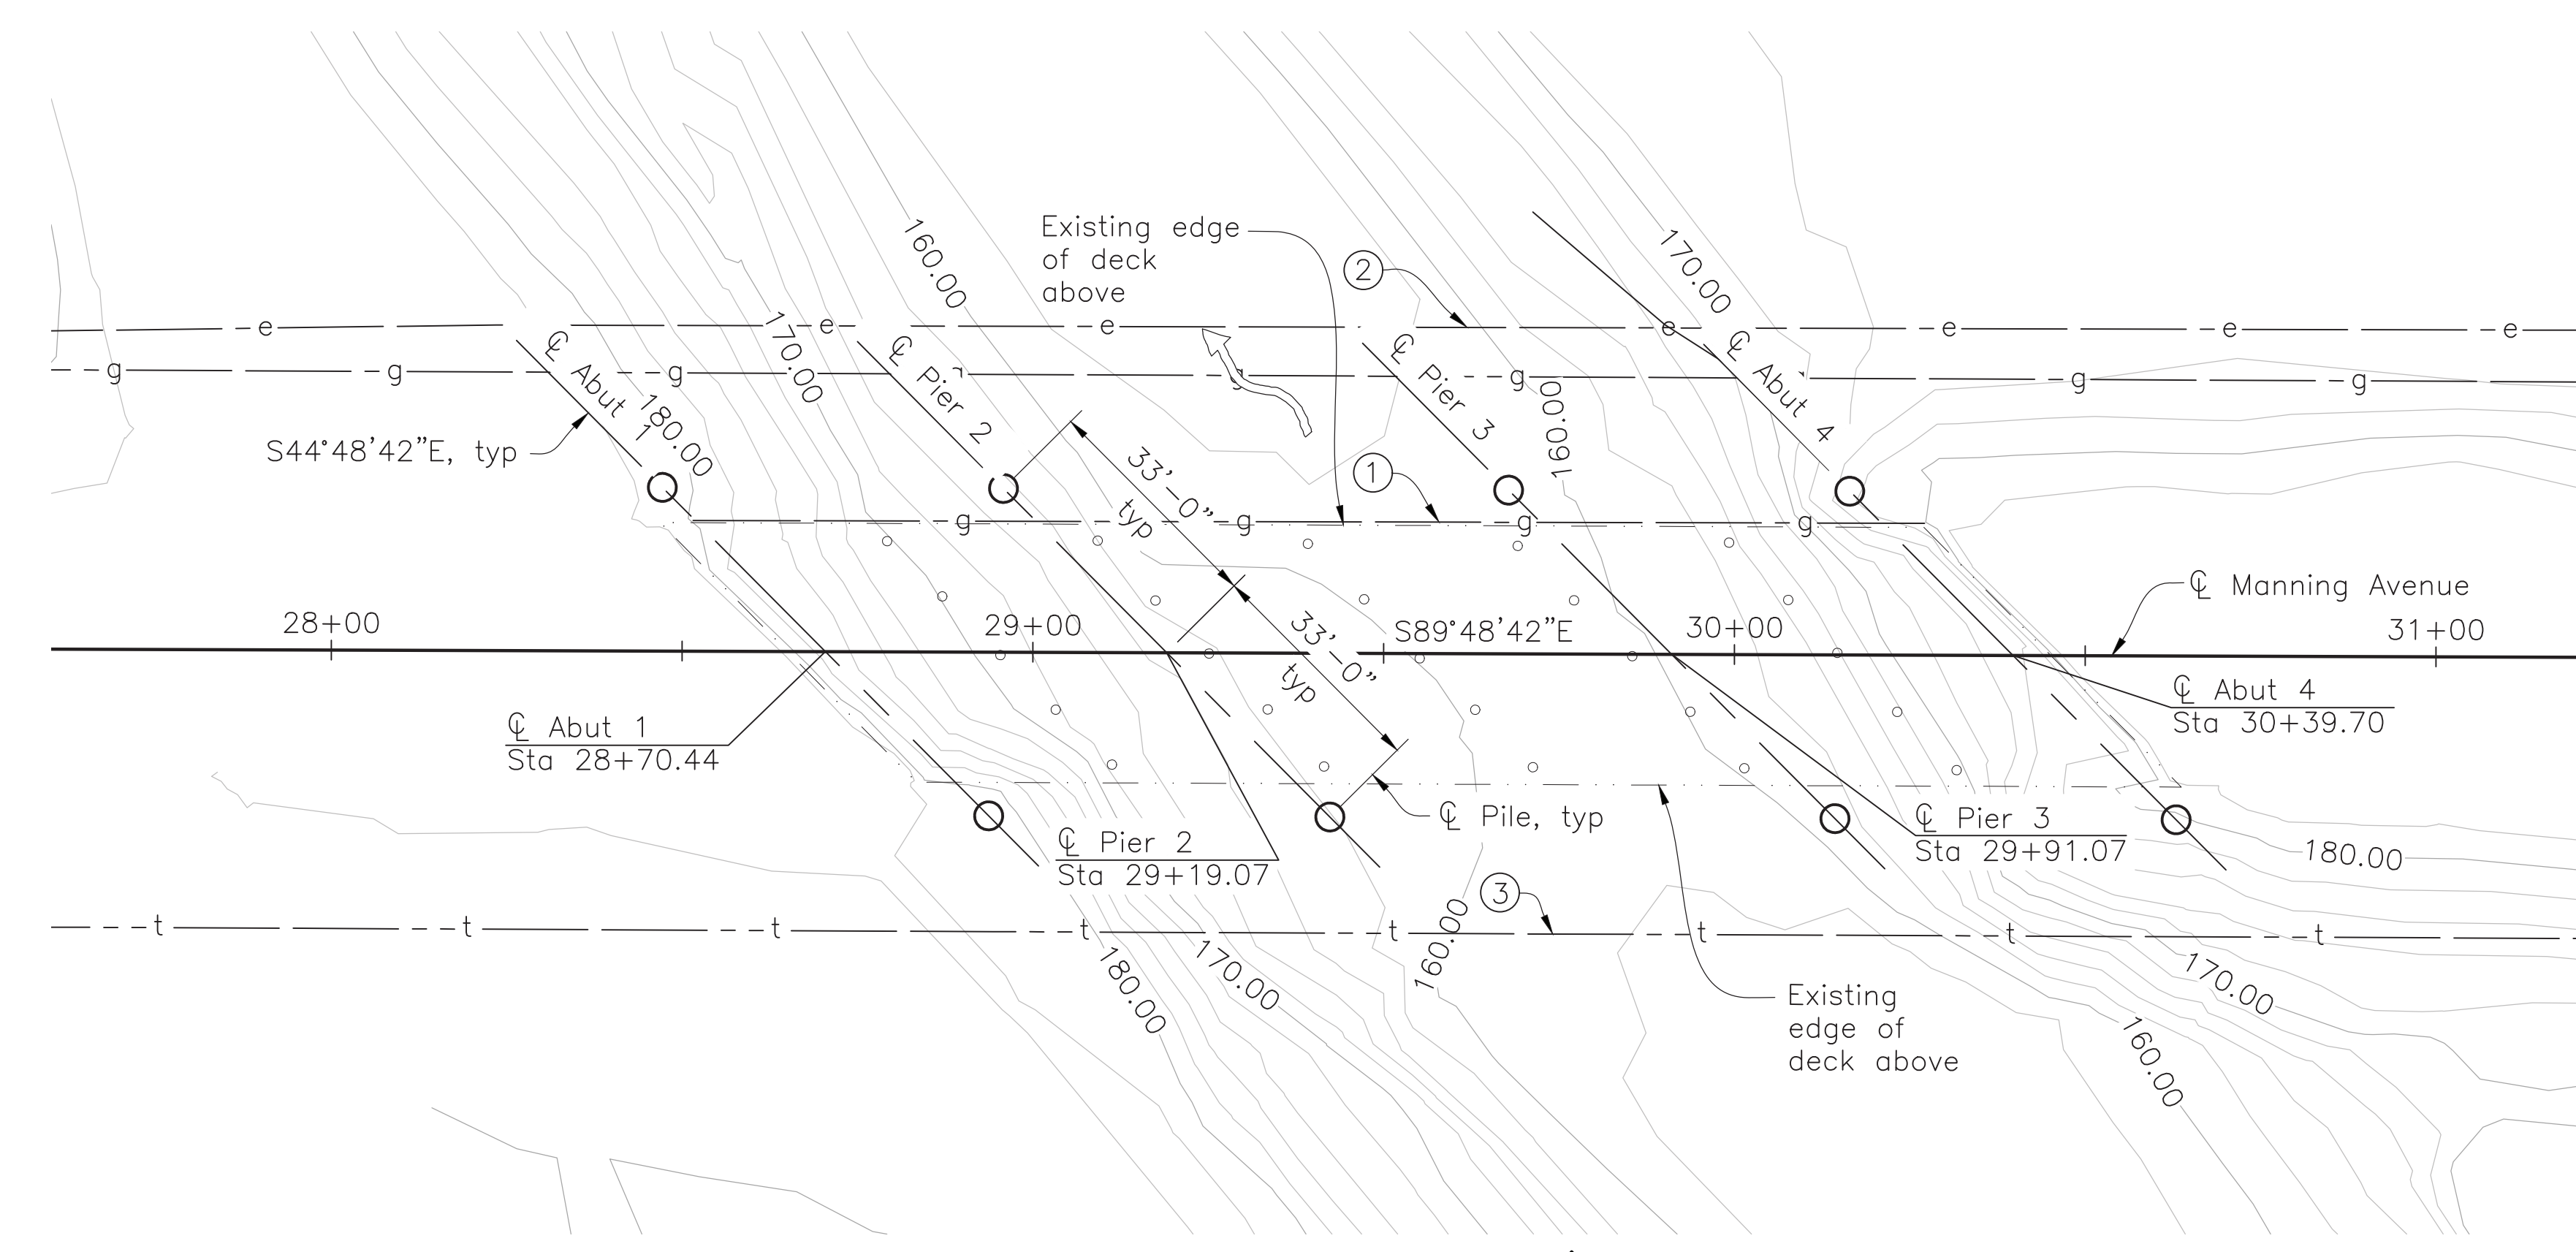 Existing edge
of deck
above
2
160.00
170.00
e e e e e e e e
℄ Abut 1
170.00
℄ Pier 2
℄ Pier 3
℄ Abut 4
g g g g g g
160.00
S44°48'42"E, typ
180.00
33'-0"
typ
1
g g g g
℄ Manning Avenue
28+00
29+00
S89°48'42"E
30+00
31+00
33'-0"
typ
℄ Abut 1
Sta 28+70.44
℄ Abut 4
Sta 30+39.70
℄ Pile, typ
℄ Pier 2
Sta 29+19.07
℄ Pier 3
Sta 29+91.07
180.00
3
t t t t t t t t
160.00
180.00
170.00
170.00
Existing
edge of
deck above
160.00